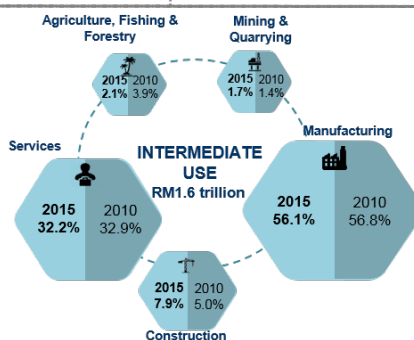 Agriculture, Fishing &
Forestry
2015 2010
2.1% 3.9%
Mining &
Quarrying
2015 2010
1.7% 1.4%
Services
2015 2010
32.2% 32.9%
INTERMEDIATE
USE
RM1.6 trillion
Manufacturing
2015 2010
56.1% 56.8%
2015 2010
7.9% 5.0%
Construction